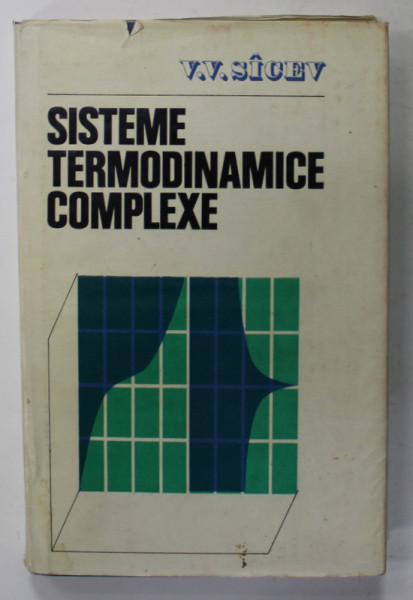 V.V. SÎCEV
SISTEME
TERMODINAMICE
COMPLEXE